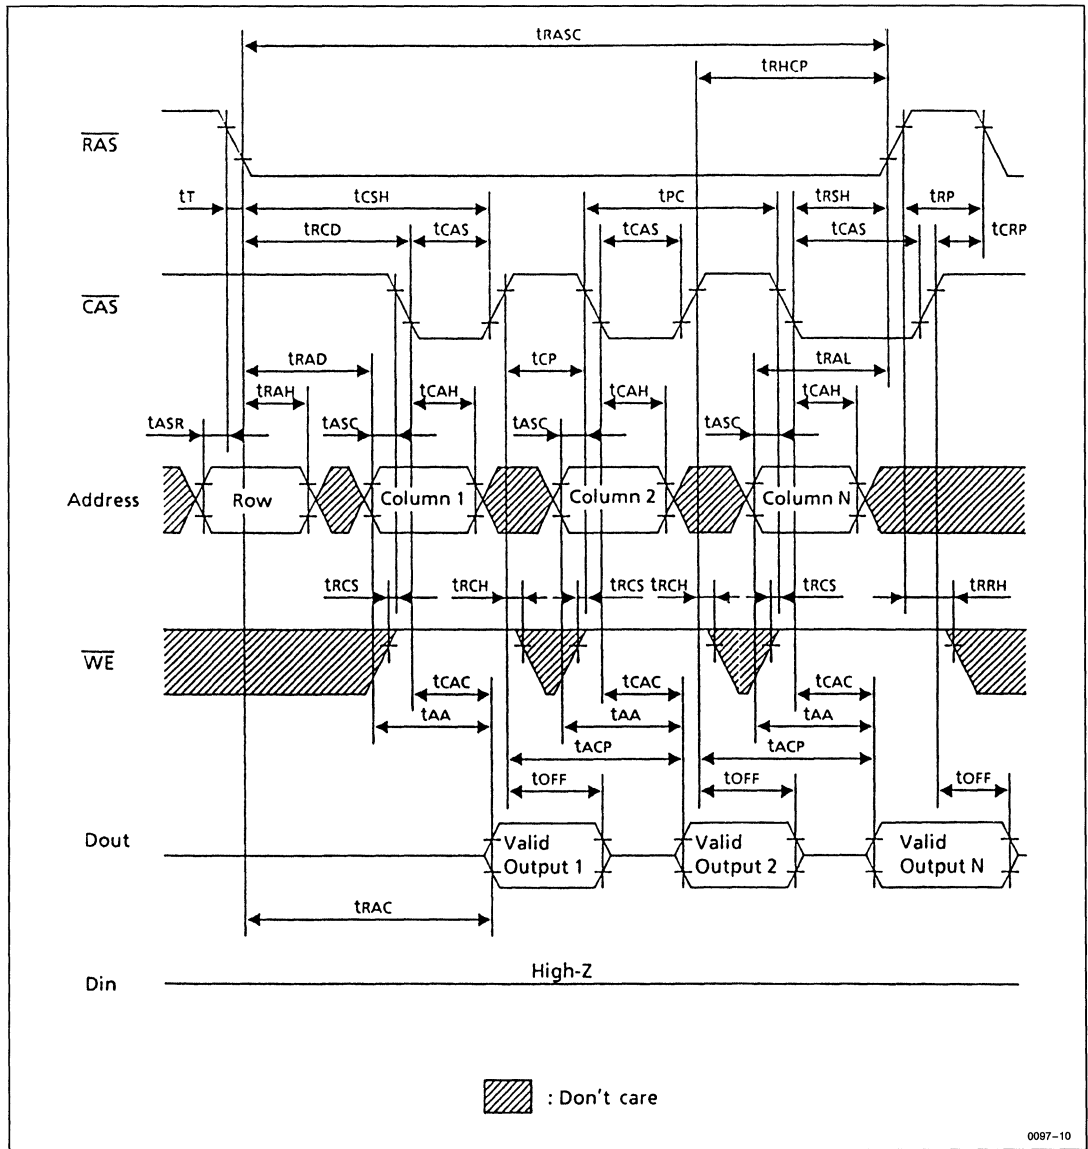 tRASC
tRHCP
RAS
tT
tCSH
tPC
tRSH
tRP
tRCD
tCAS
tCAS
tCAS
tCRP
CAS
tRAD
tCP
tRAL
tRAH
tCAH
tCAH
tCAH
tASR
tASC
tASC
tASC
Address
Row
Column 1
Column 2
Column N
tRCS
tRCH
tRCS
tRCH
tRCS
tRRH
WE
tCAC
tCAC
tCAC
tAA
tAA
tAA
tACP
tACP
tOFF
tOFF
tOFF
Dout
Valid
Output 1
Valid
Output 2
Valid
Output N
tRAC
High-Z
Din
: Don't care
0097-10